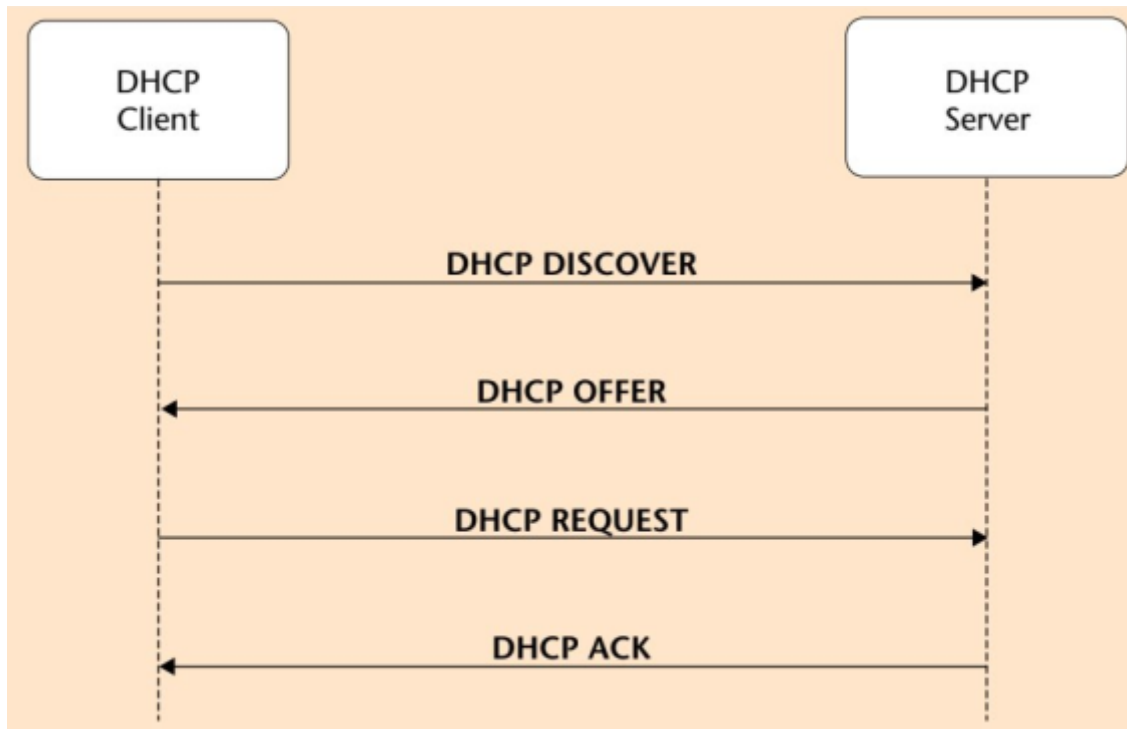 DHCP
Client
DHCP
Server
DHCP DISCOVER
DHCP OFFER
DHCP REQUEST
DHCP ACK